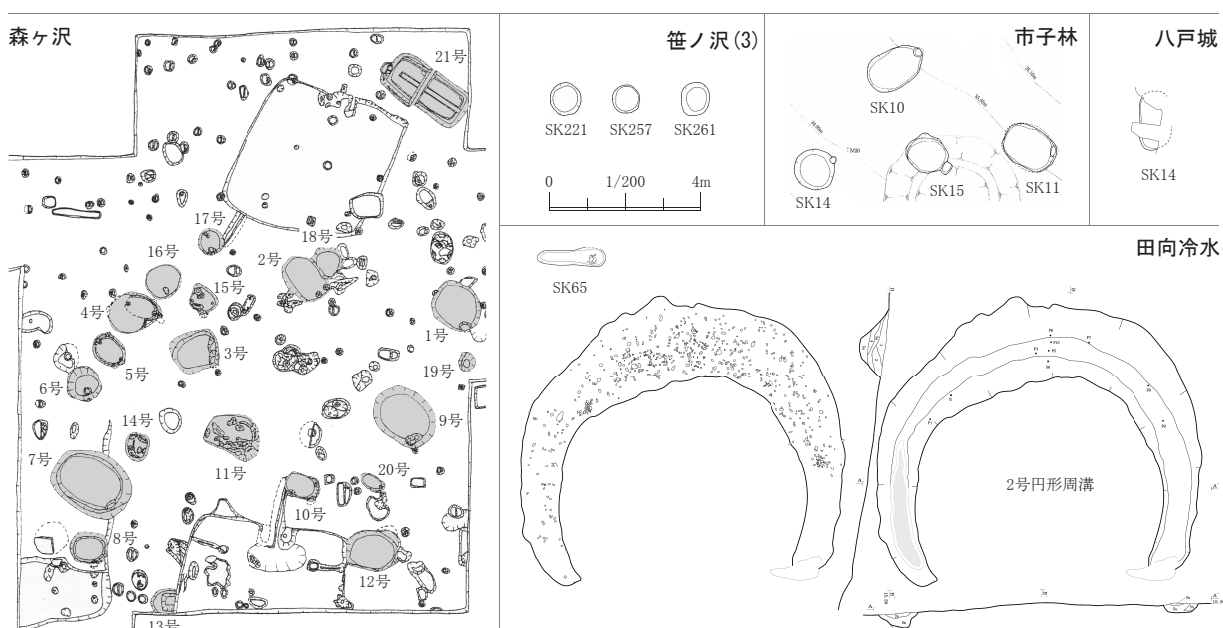 森ヶ沢
21号
17号
18号
16号
2号
15号
4号
1号
3号
5号
19号
6号
14号
9号
7号
11号
20号
10号
8号
12号
13号
笹ノ沢(3)
SK221 SK257 SK261
0 1/200 4m
市子林
SK10
SK15
SK11
SK14
八戸城
SK14
田向冷水
SK65
2号円形周溝